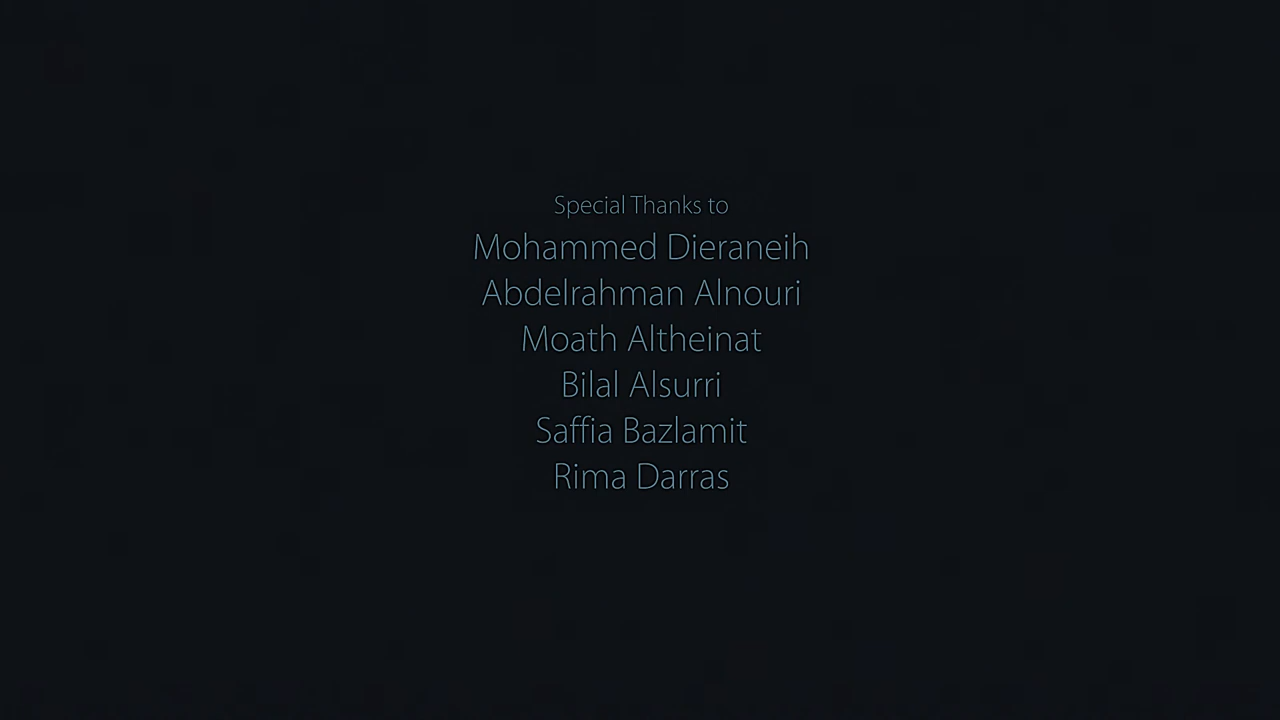 Special Thanks to
Mohammed Dieraneih
Abdelrahman Alnouri
Moath Altheinat
Bilal Alsurri
Saffia Bazlamit
Rima Darras